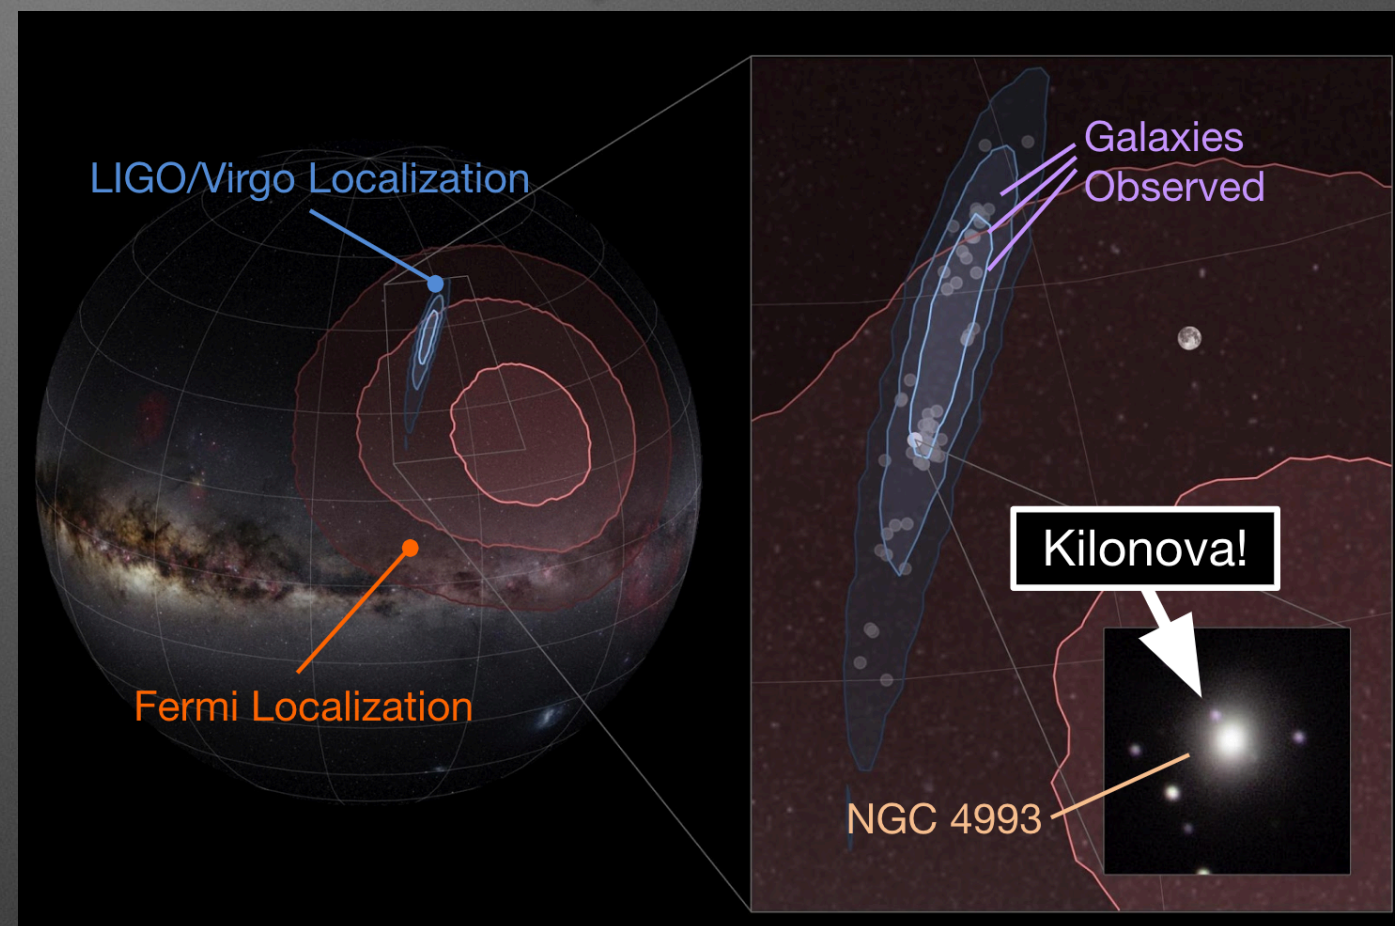 LIGO/Virgo Localization
Fermi Localization
Galaxies
Observed
Kilonova!
NGC 4993